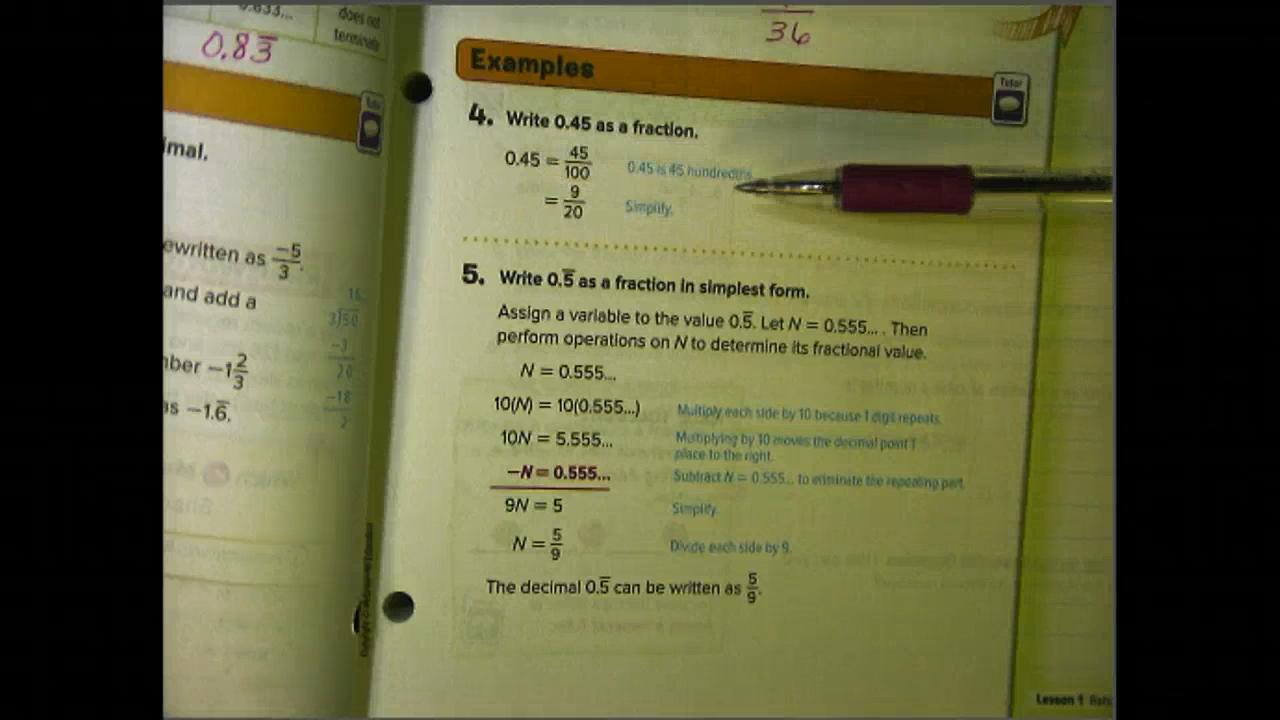 0.833...
does not
terminate
0.83̅
imal.
ewritten as −5/3.
and add a
mber −1 2/3
as −1.6̅.
3)50
−3
20
−18
2
36
Examples
Tutor
4. Write 0.45 as a fraction.
0.45 = 45/100 0.45 is 45 hundredths.
= 9/20 Simplify.
5. Write 0.5̅ as a fraction in simplest form.
Assign a variable to the value 0.5̅. Let N = 0.555... . Then
perform operations on N to determine its fractional value.
N = 0.555...
10(N) = 10(0.555...) Multiply each side by 10 because 1 digit repeats.
10N = 5.555... Multiplying by 10 moves the decimal point 1
place to the right.
−N = 0.555... Subtract N = 0.555... to eliminate the repeating part.
9N = 5 Simplify.
N = 5/9 Divide each side by 9.
The decimal 0.5̅ can be written as 5/9.
Lesson 1